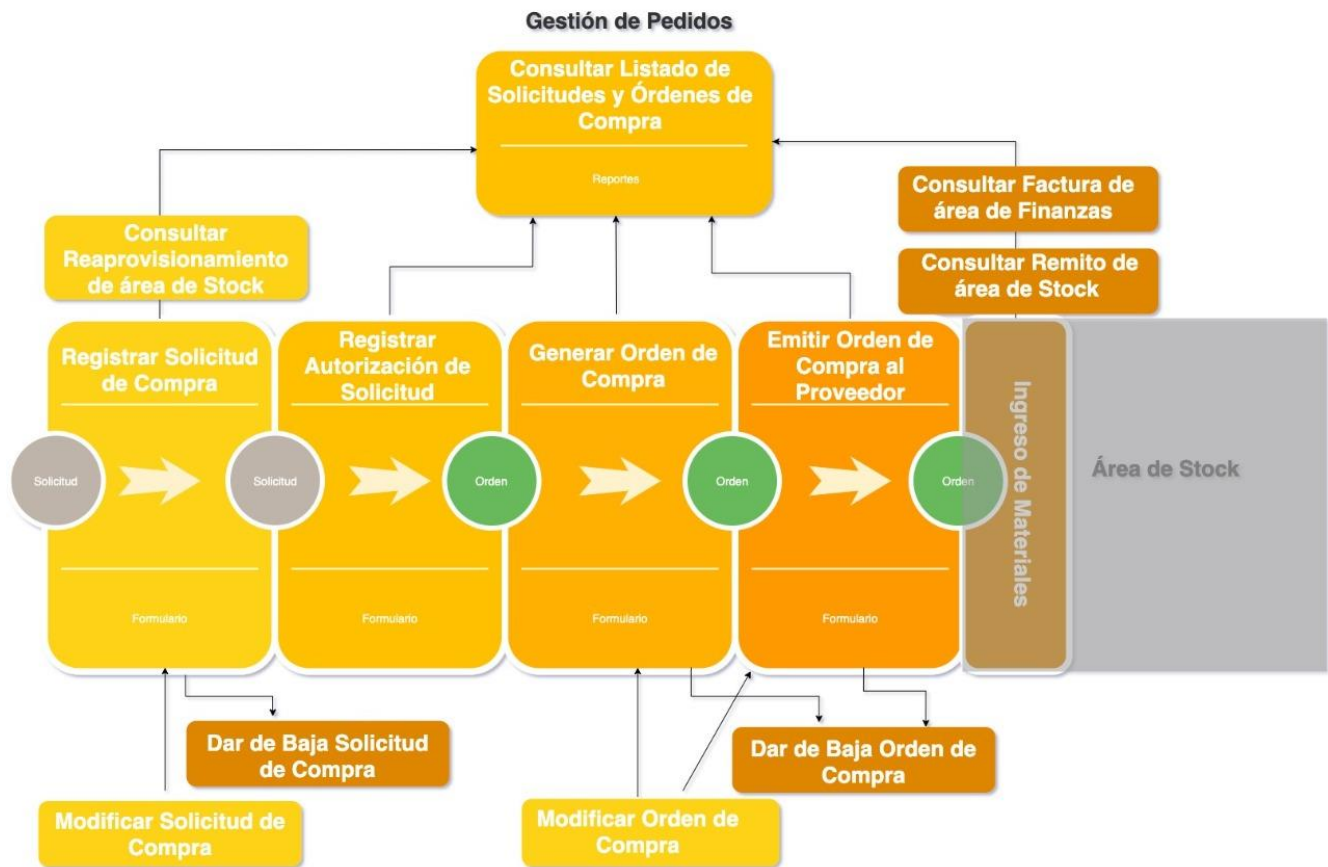 Gestión de Pedidos
Consultar Listado de
Solicitudes y Órdenes de
Compra
Reportes
Consultar Factura de
área de Finanzas
Consultar
Reaprovisionamiento
de área de Stock
Consultar Remito de
área de Stock
Registrar Solicitud
de Compra
Registrar
Autorización de
Solicitud
Generar Orden de
Compra
Emitir Orden de
Compra al
Proveedor
Ingreso de Materiales
Área de Stock
Solicitud
Solicitud
Orden
Orden
Orden
Formulario
Formulario
Formulario
Formulario
Dar de Baja Solicitud
de Compra
Dar de Baja Orden de
Compra
Modificar Solicitud de
Compra
Modificar Orden de
Compra